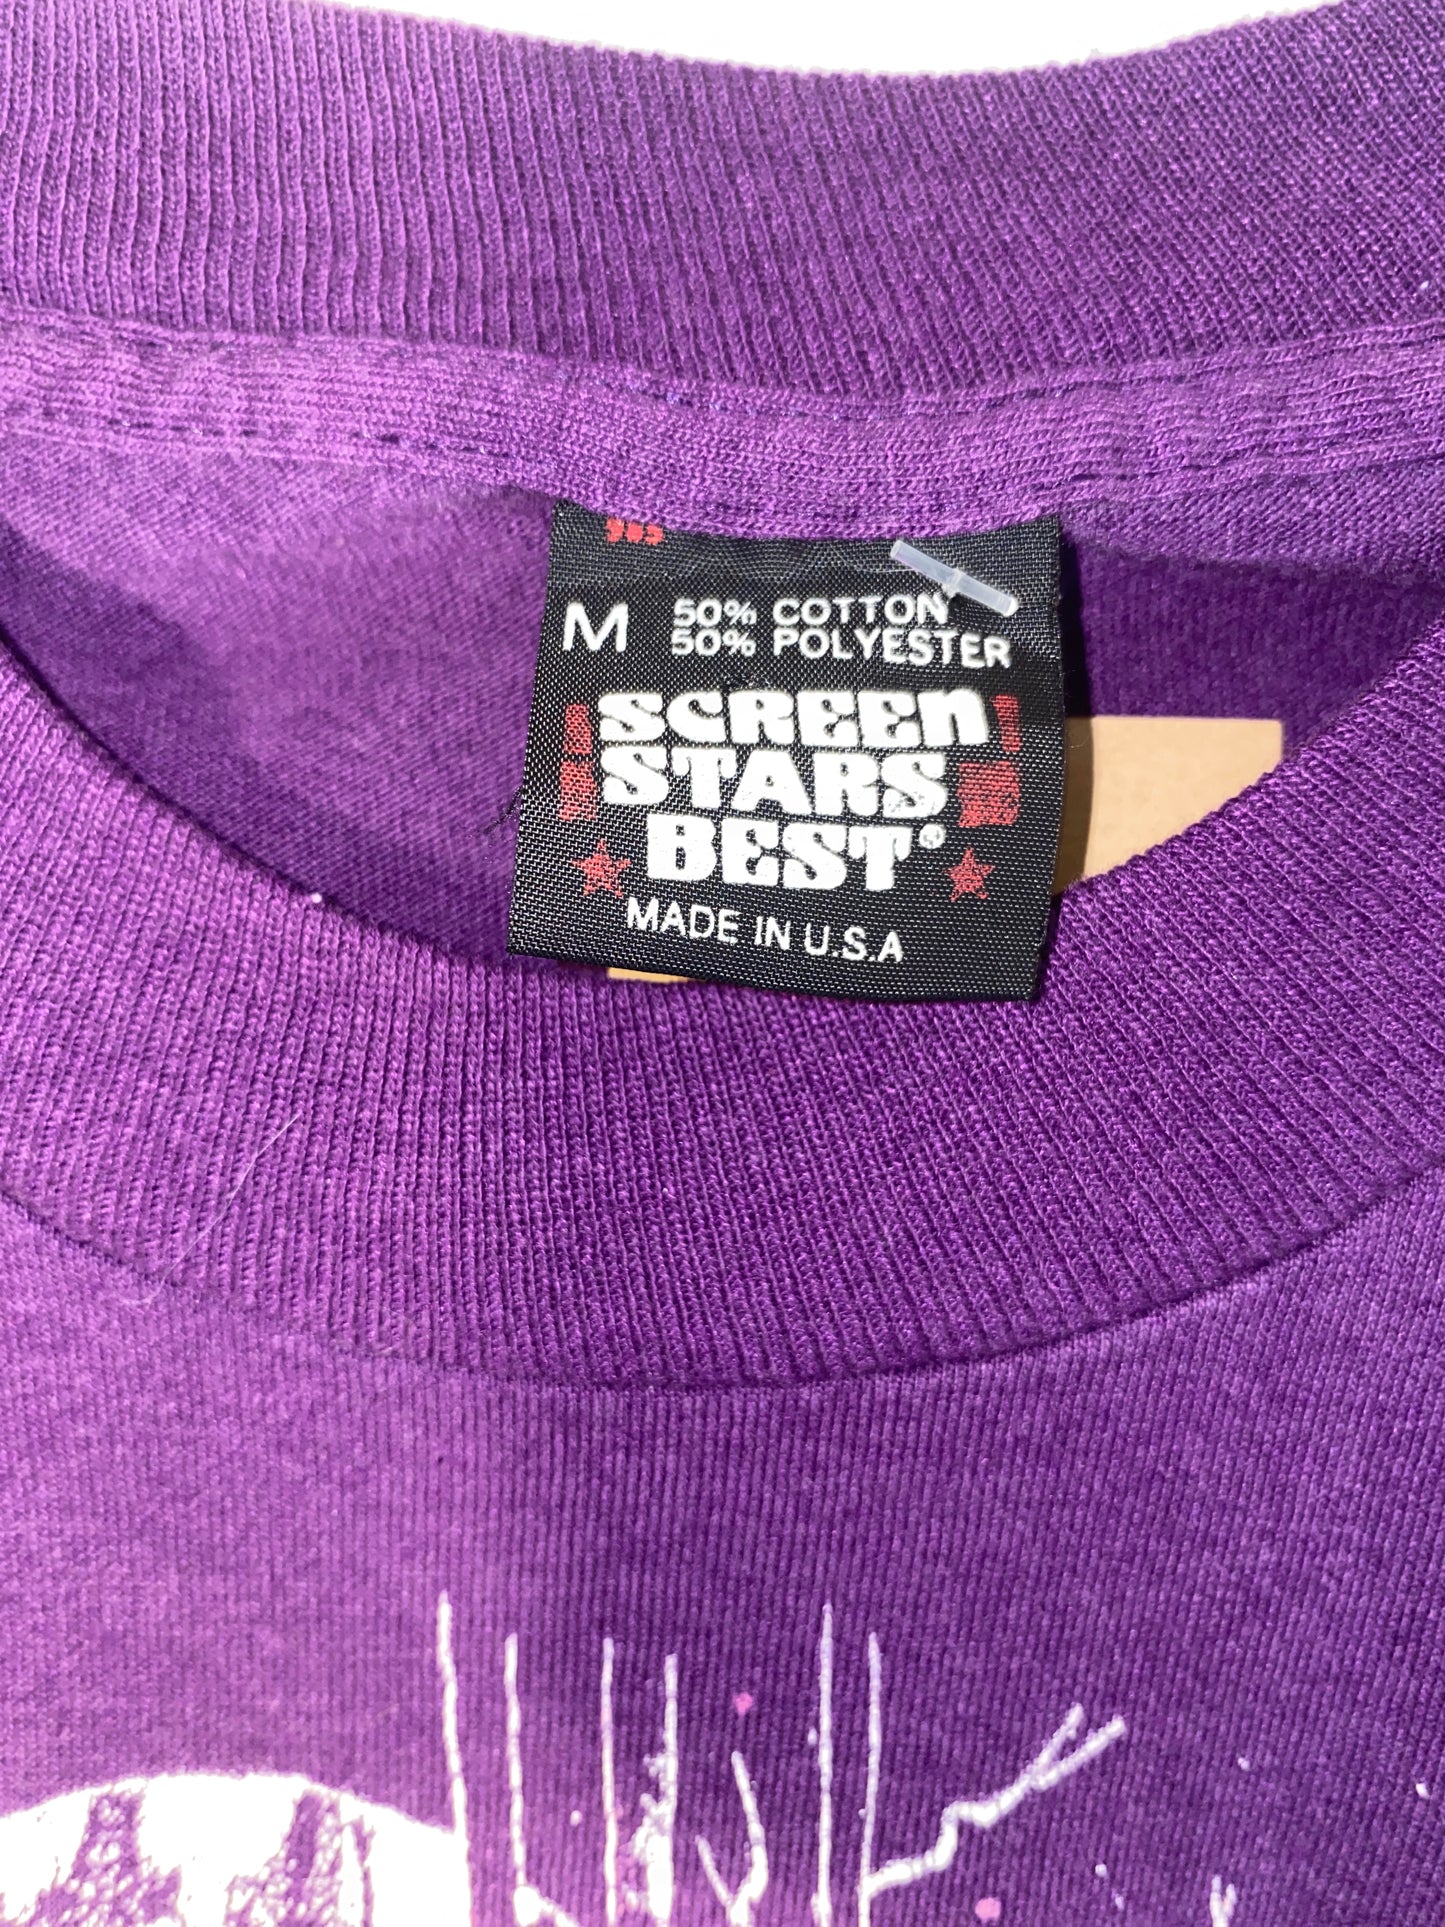 M 50% COTTON
50% POLYESTER
SCREEN
STARS
BEST®
MADE IN U.S.A